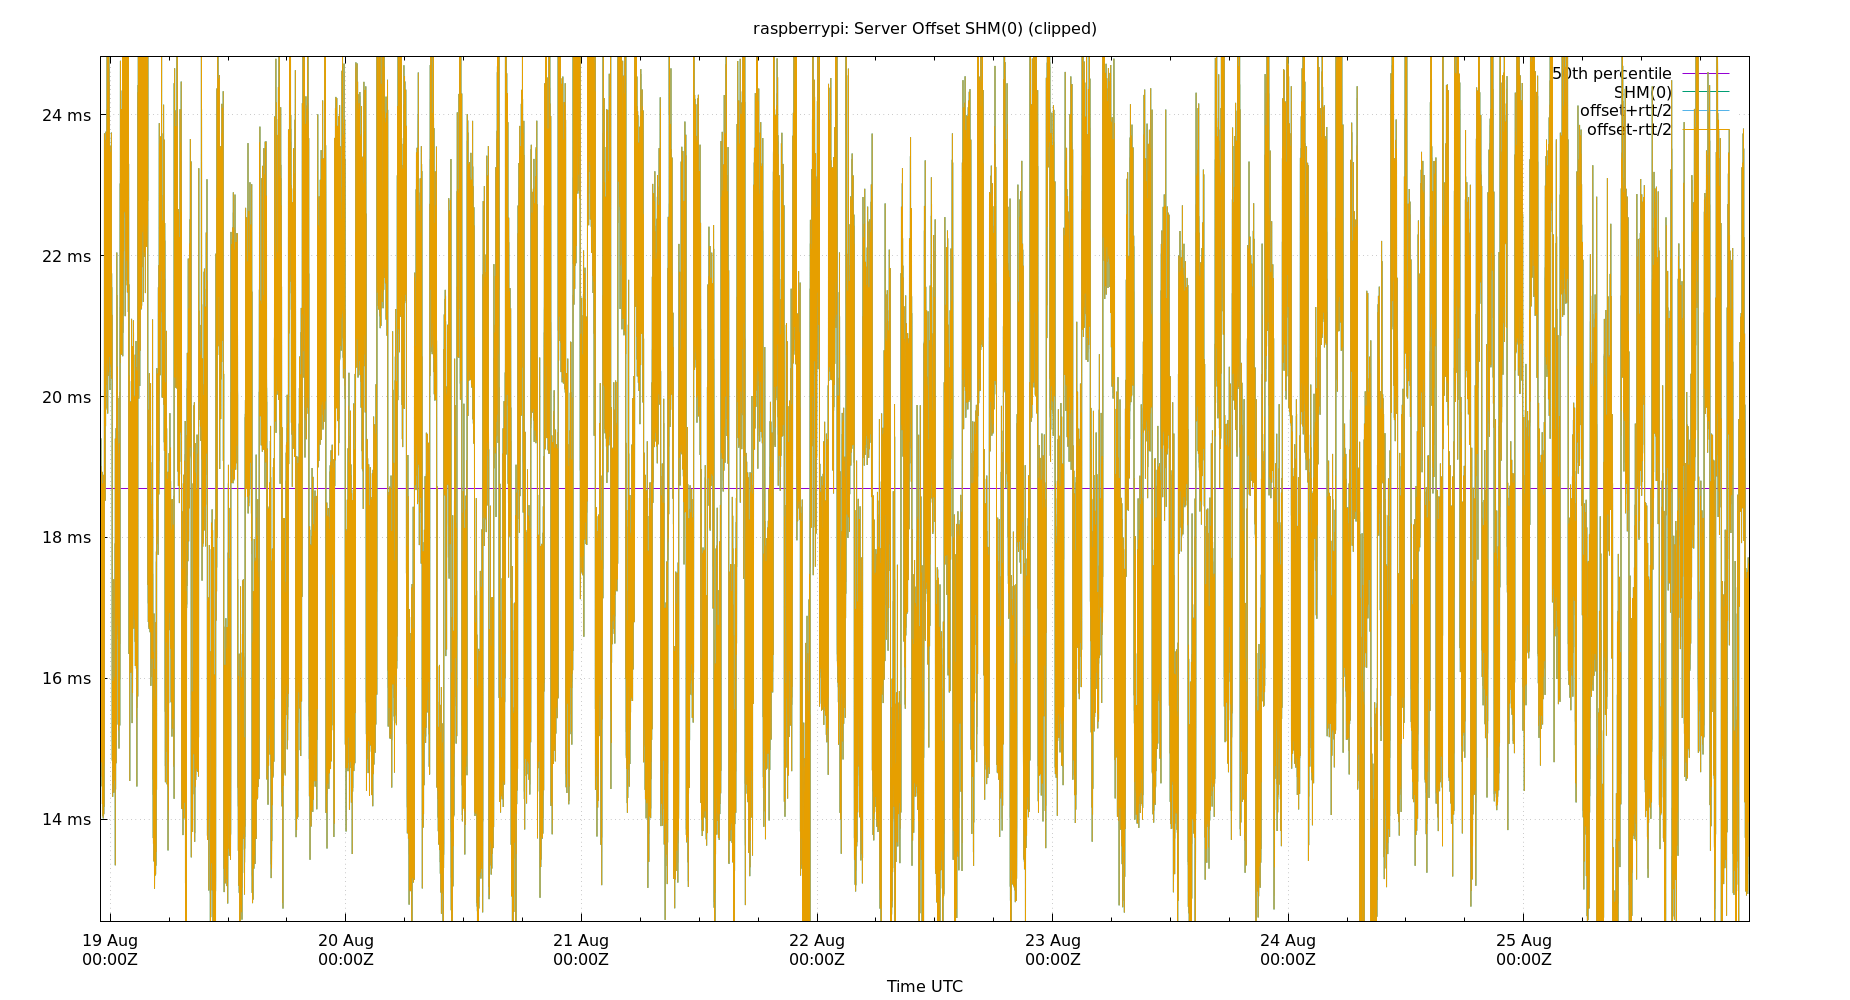 raspberrypi: Server Offset SHM(0) (clipped)
50th percentile
SHM(0)
offset+rtt/2
offset-rtt/2
24 ms
22 ms
20 ms
18 ms
16 ms
14 ms
19 Aug 20 Aug 21 Aug 22 Aug 23 Aug 24 Aug 25 Aug
00:00Z 00:00Z 00:00Z 00:00Z 00:00Z 00:00Z 00:00Z
Time UTC